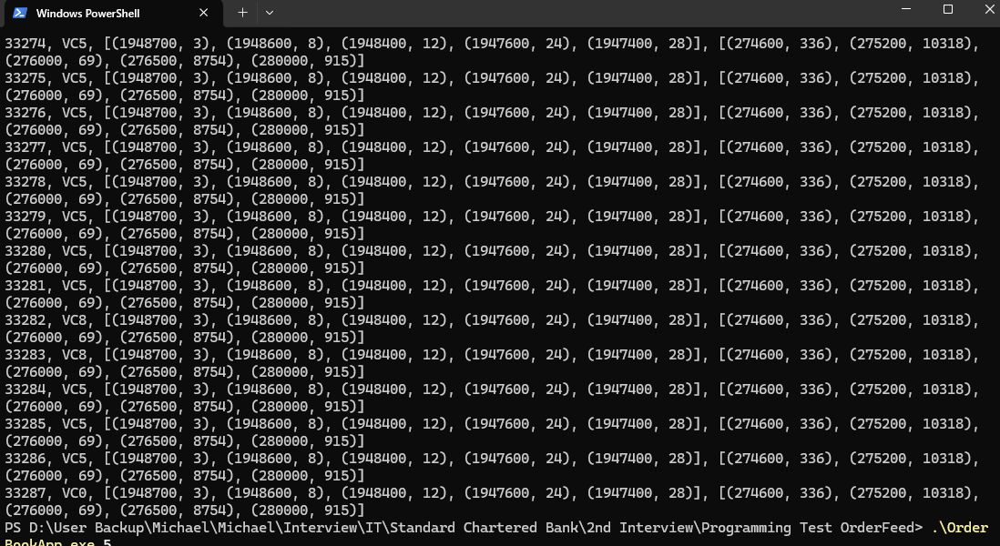 Windows PowerShell
33274, VC5, [(1948700, 3), (1948600, 8), (1948400, 12), (1947600, 24), (1947400, 28)], [(274600, 336), (275200, 10318),
(276000, 69), (276500, 8754), (280000, 915)]
33275, VC5, [(1948700, 3), (1948600, 8), (1948400, 12), (1947600, 24), (1947400, 28)], [(274600, 336), (275200, 10318),
(276000, 69), (276500, 8754), (280000, 915)]
33276, VC5, [(1948700, 3), (1948600, 8), (1948400, 12), (1947600, 24), (1947400, 28)], [(274600, 336), (275200, 10318),
(276000, 69), (276500, 8754), (280000, 915)]
33277, VC5, [(1948700, 3), (1948600, 8), (1948400, 12), (1947600, 24), (1947400, 28)], [(274600, 336), (275200, 10318),
(276000, 69), (276500, 8754), (280000, 915)]
33278, VC5, [(1948700, 3), (1948600, 8), (1948400, 12), (1947600, 24), (1947400, 28)], [(274600, 336), (275200, 10318),
(276000, 69), (276500, 8754), (280000, 915)]
33279, VC5, [(1948700, 3), (1948600, 8), (1948400, 12), (1947600, 24), (1947400, 28)], [(274600, 336), (275200, 10318),
(276000, 69), (276500, 8754), (280000, 915)]
33280, VC5, [(1948700, 3), (1948600, 8), (1948400, 12), (1947600, 24), (1947400, 28)], [(274600, 336), (275200, 10318),
(276000, 69), (276500, 8754), (280000, 915)]
33281, VC5, [(1948700, 3), (1948600, 8), (1948400, 12), (1947600, 24), (1947400, 28)], [(274600, 336), (275200, 10318),
(276000, 69), (276500, 8754), (280000, 915)]
33282, VC8, [(1948700, 3), (1948600, 8), (1948400, 12), (1947600, 24), (1947400, 28)], [(274600, 336), (275200, 10318),
(276000, 69), (276500, 8754), (280000, 915)]
33283, VC8, [(1948700, 3), (1948600, 8), (1948400, 12), (1947600, 24), (1947400, 28)], [(274600, 336), (275200, 10318),
(276000, 69), (276500, 8754), (280000, 915)]
33284, VC5, [(1948700, 3), (1948600, 8), (1948400, 12), (1947600, 24), (1947400, 28)], [(274600, 336), (275200, 10318),
(276000, 69), (276500, 8754), (280000, 915)]
33285, VC5, [(1948700, 3), (1948600, 8), (1948400, 12), (1947600, 24), (1947400, 28)], [(274600, 336), (275200, 10318),
(276000, 69), (276500, 8754), (280000, 915)]
33286, VC5, [(1948700, 3), (1948600, 8), (1948400, 12), (1947600, 24), (1947400, 28)], [(274600, 336), (275200, 10318),
(276000, 69), (276500, 8754), (280000, 915)]
33287, VC0, [(1948700, 3), (1948600, 8), (1948400, 12), (1947600, 24), (1947400, 28)], [(274600, 336), (275200, 10318),
(276000, 69), (276500, 8754), (280000, 915)]
PS D:\User Backup\Michael\Michael\Interview\IT\Standard Chartered Bank\2nd Interview\Programming Test OrderFeed> .\Order
BookApp.exe 5